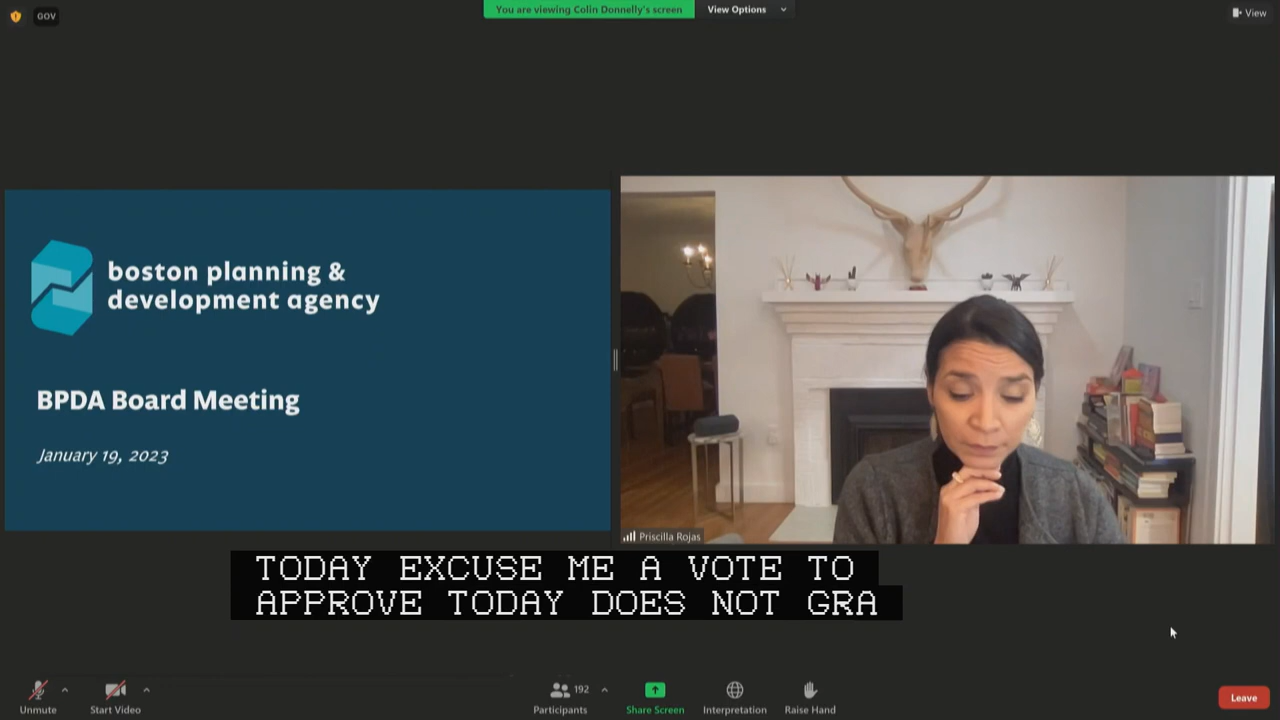 GOV
You are viewing Colin Donnelly's screen
View Options
View
boston planning &
development agency
BPDA Board Meeting
January 19, 2023
Priscilla Rojas
TODAY EXCUSE ME A VOTE TO
APPROVE TODAY DOES NOT GRA
Unmute
Start Video
192
Participants
Share Screen
Interpretation
Raise Hand
Leave